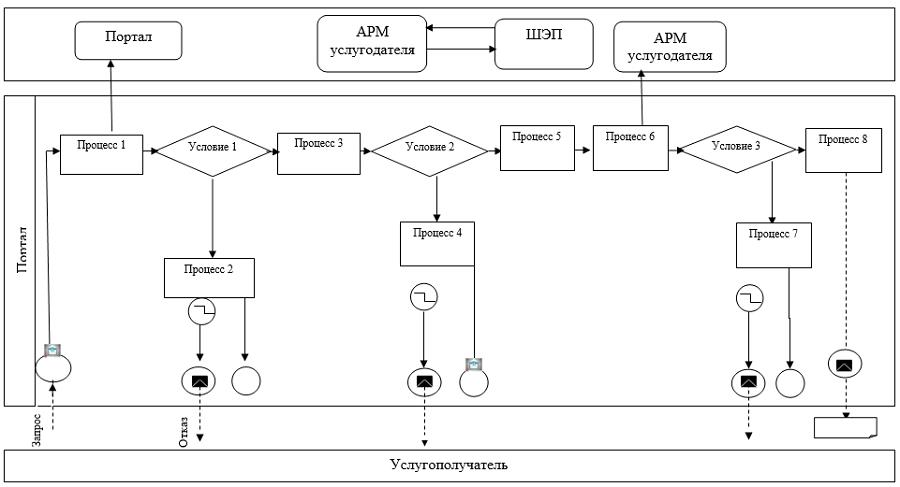 Портал
АРМ
услугодателя
ШЭП
АРМ
услугодателя
Процесс 1
Условие 1
Процесс 3
Условие 2
Процесс 5
Процесс 6
Условие 3
Процесс 8
Процесс 4
Процесс 7
Процесс 2
Портал
Запрос
Отказ
Услугополучатель